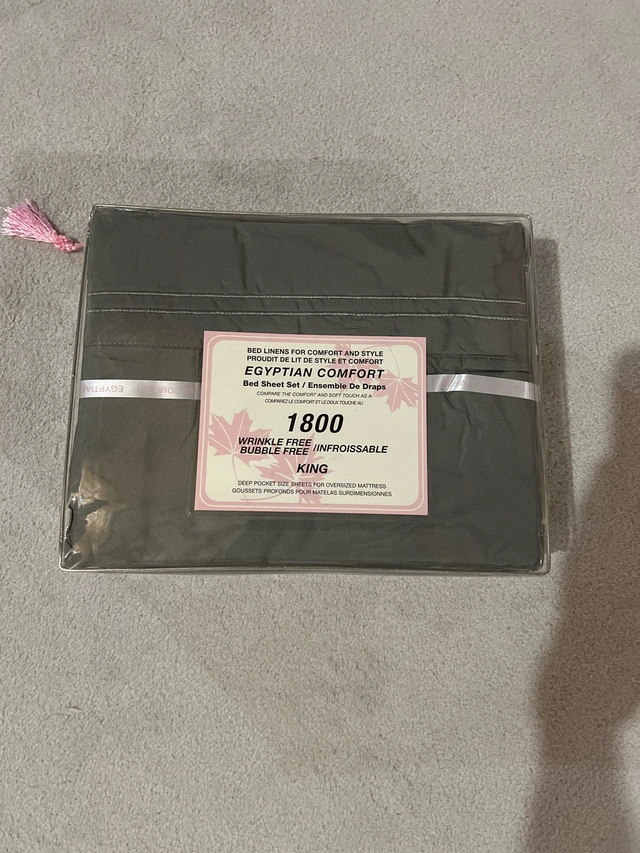 BED LINENS FOR COMFORT AND STYLE
PROUDIT DE LIT DE STYLE ET COMFORT
EGYPTIAN COMFORT
Bed Sheet Set / Ensemble De Draps
COMPARE THE COMFORT AND SOFT TOUCH AS A
COMPAREZ LE COMFORT ET LE DOUX TOUCHE AU
1800
WRINKLE FREE
BUBBLE FREE //INFROISSABLE
KING
DEEP POCKET SIZE SHEETS FOR OVERSIZED MATTRESS
GOUSSETS PROFONDS POUR MATELAS SURDIMENSIONNES
EGYPTIAN COMFORT